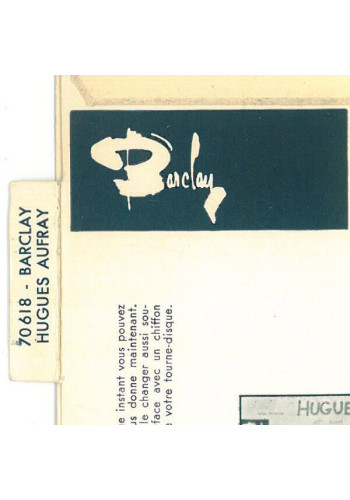 Barclay
70618 - BARCLAY
HUGUES AUFRAY
e instant vous pouvez
us donne maintenant.
le changer aussi sou-
face avec un chiffon
e votre tourne-disque.
HUGUE